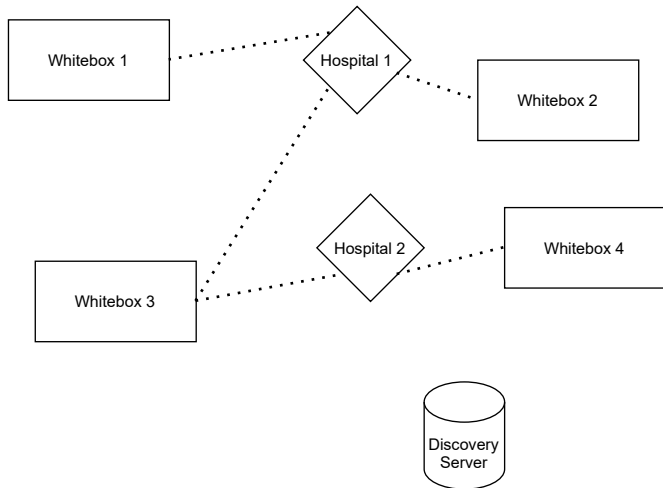 Whitebox 1
Hospital 1
Whitebox 2
Hospital 2
Whitebox 4
Whitebox 3
Discovery
Server